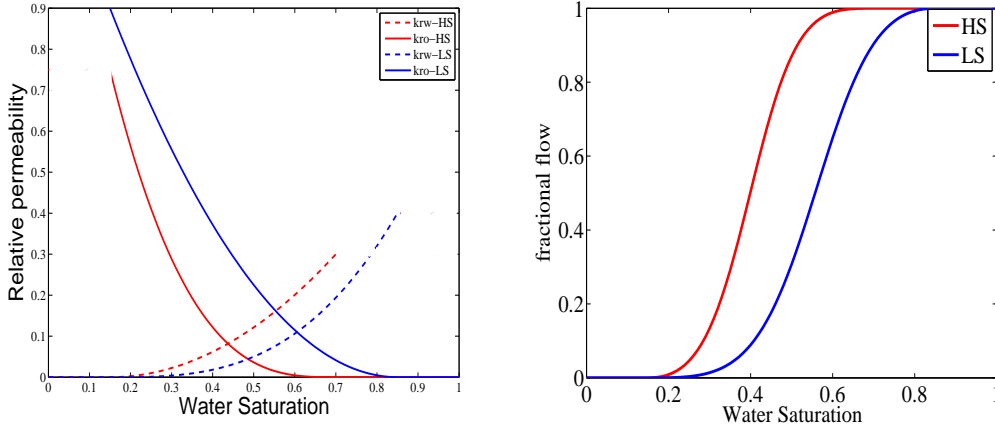 0.9
0.8
0.7
0.6
0.5
0.4
0.3
0.2
0.1
0
Relative permeability
0 0.1 0.2 0.3 0.4 0.5 0.6 0.7 0.8 0.9 1
Water Saturation
krw-HS
kro-HS
krw-LS
kro-LS
1
0.8
0.6
0.4
0.2
0
fractional flow
0 0.2 0.4 0.6 0.8 1
Water Saturation
HS
LS